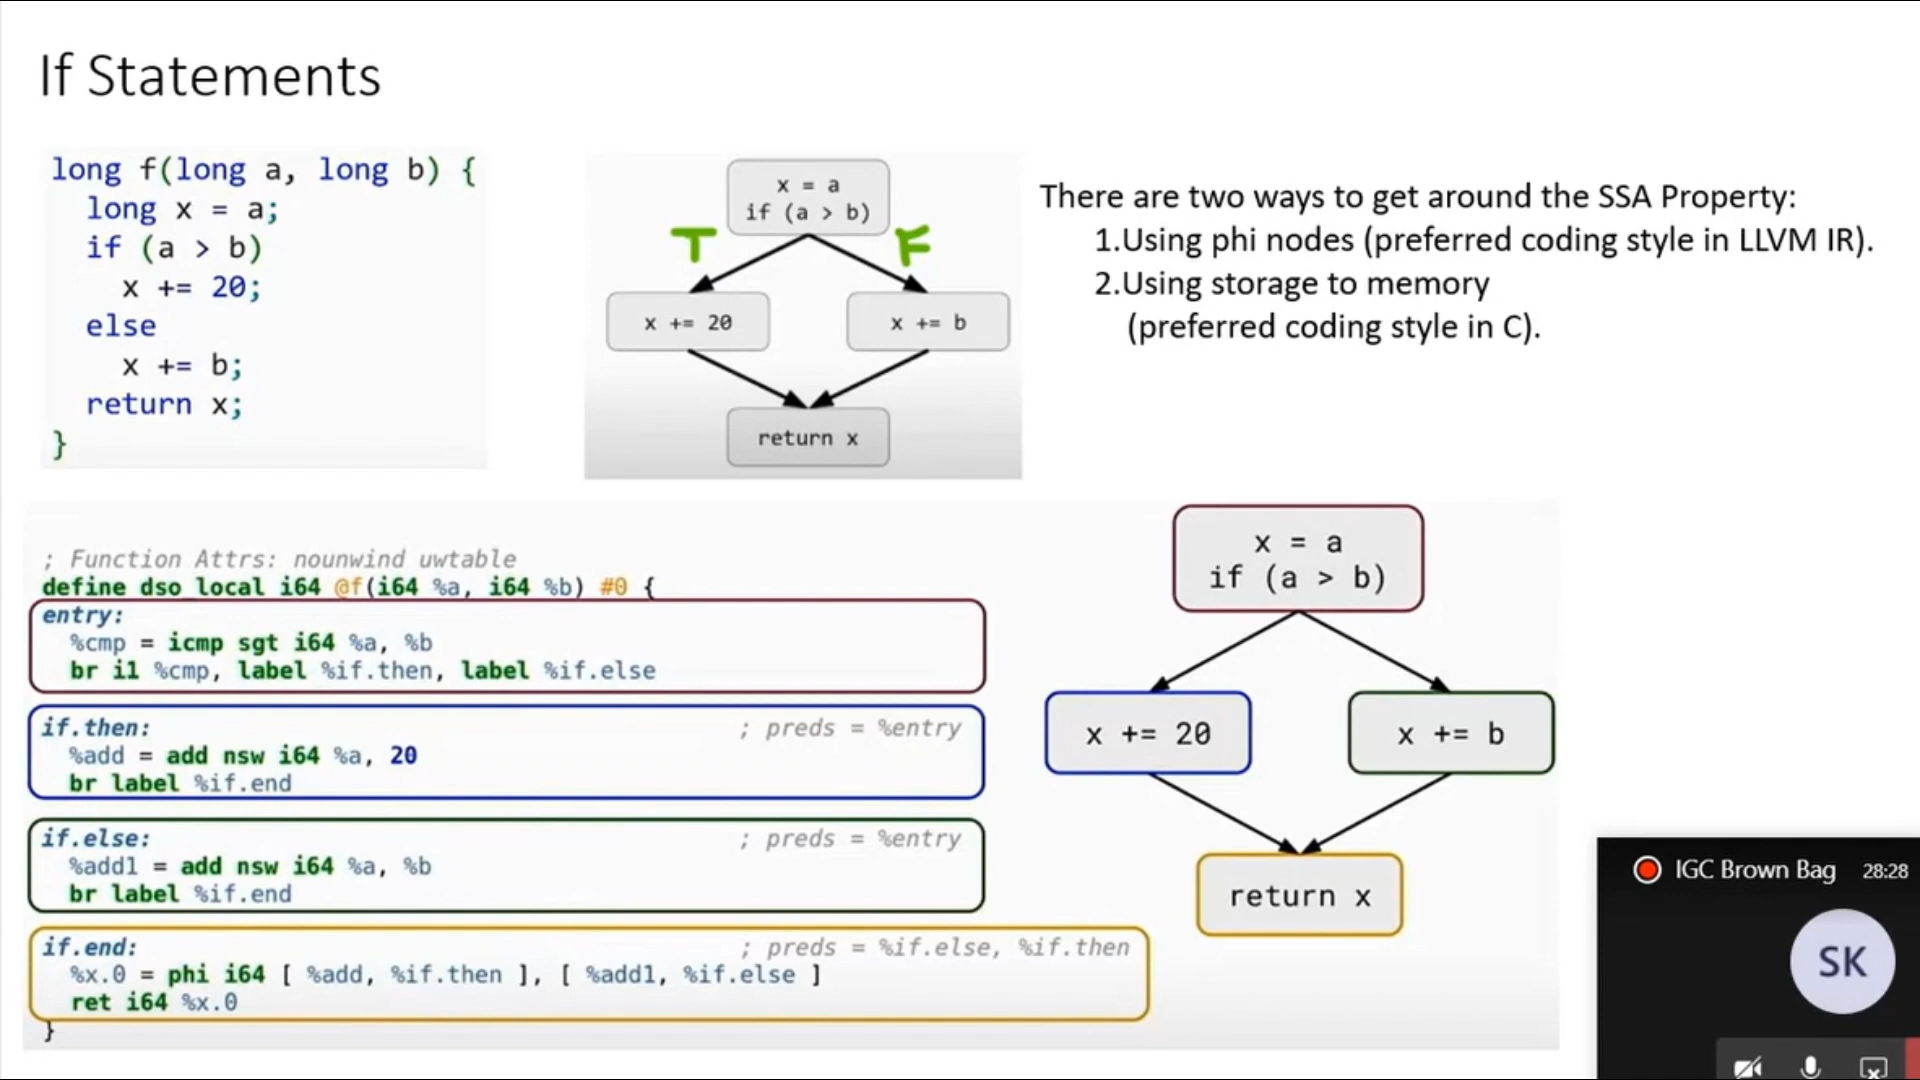 If Statements
long f(long a, long b) {
long x = a;
if (a > b)
x += 20;
else
x += b;
return x;
}
x = a
if (a > b)
T
F
x += 20
x += b
return x
There are two ways to get around the SSA Property:
1.Using phi nodes (preferred coding style in LLVM IR).
2.Using storage to memory
(preferred coding style in C).
; Function Attrs: nounwind uwtable
define dso local i64 @f(i64 %a, i64 %b) #0 {
entry:
%cmp = icmp sgt i64 %a, %b
br i1 %cmp, label %if.then, label %if.else
if.then: ; preds = %entry
%add = add nsw i64 %a, 20
br label %if.end
if.else: ; preds = %entry
%add1 = add nsw i64 %a, %b
br label %if.end
if.end: ; preds = %if.else, %if.then
%x.0 = phi i64 [ %add, %if.then ], [ %add1, %if.else ]
ret i64 %x.0
}
x = a
if (a > b)
x += 20
x += b
return x
IGC Brown Bag 28:28
SK